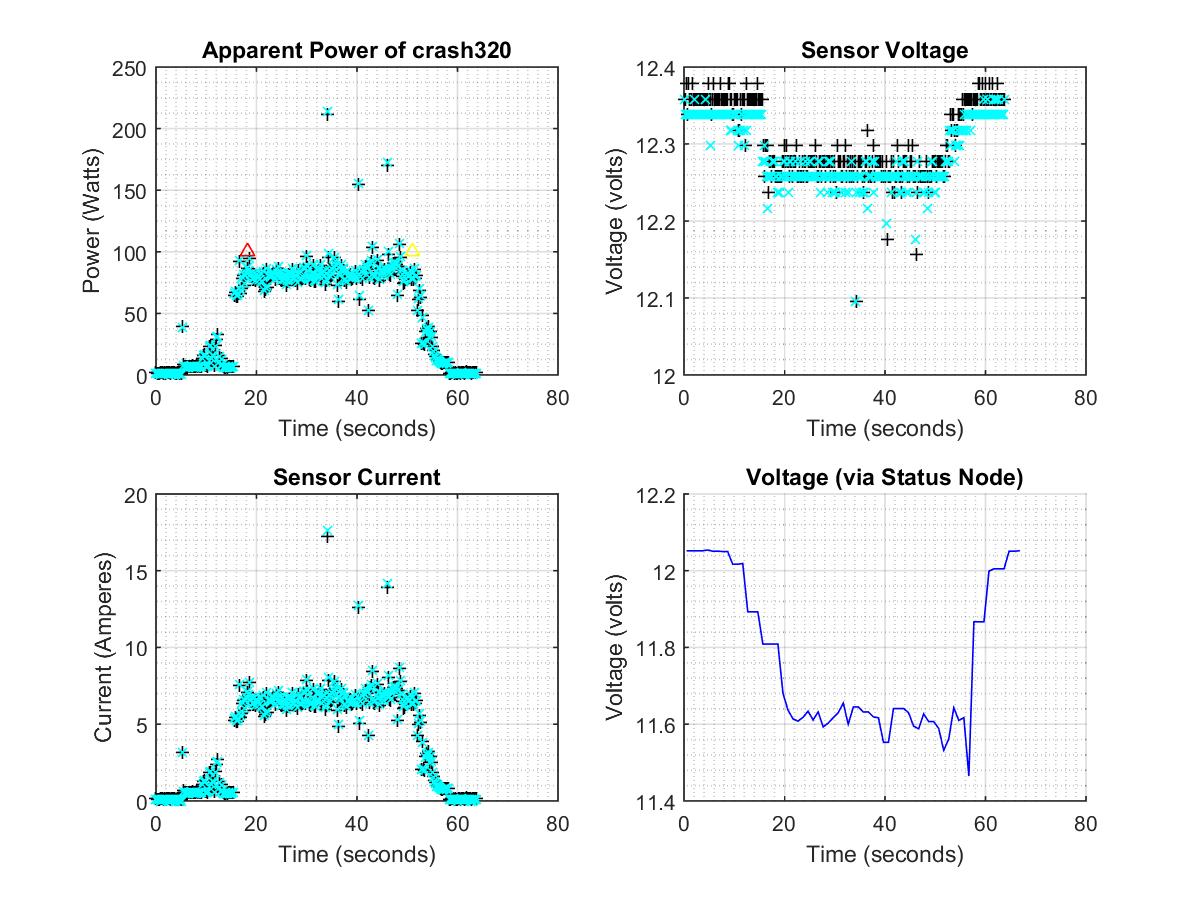 Apparent Power of crash320
250
200
150
100
50
0
Power (Watts)
0 20 40 60 80
Time (seconds)
Sensor Voltage
12.4
12.3
12.2
12.1
12
Voltage (volts)
0 20 40 60 80
Time (seconds)
Sensor Current
20
15
10
5
0
Current (Amperes)
0 20 40 60 80
Time (seconds)
Voltage (via Status Node)
12.2
12
11.8
11.6
11.4
Voltage (volts)
0 20 40 60 80
Time (seconds)